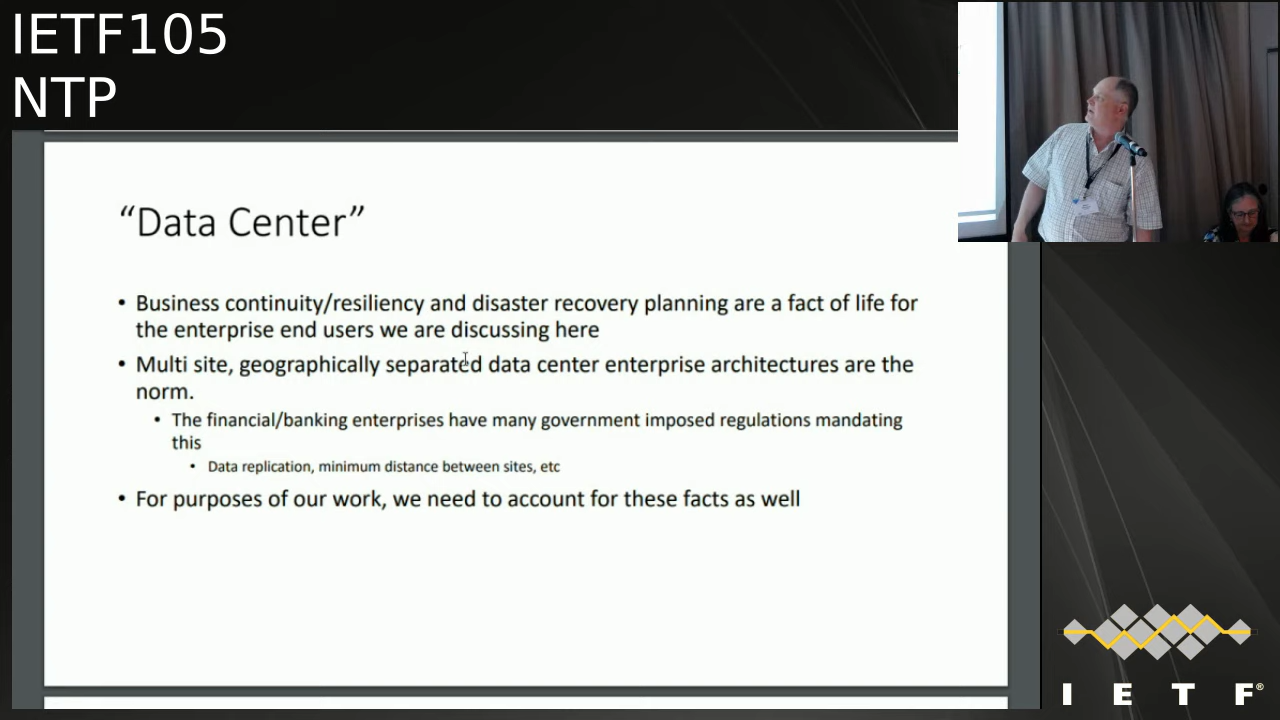 IETF105
NTP
“Data Center”
• Business continuity/resiliency and disaster recovery planning are a fact of life for
the enterprise end users we are discussing here
• Multi site, geographically separated data center enterprise architectures are the
norm.
• The financial/banking enterprises have many government imposed regulations mandating
this
• Data replication, minimum distance between sites, etc
• For purposes of our work, we need to account for these facts as well
I E T F®